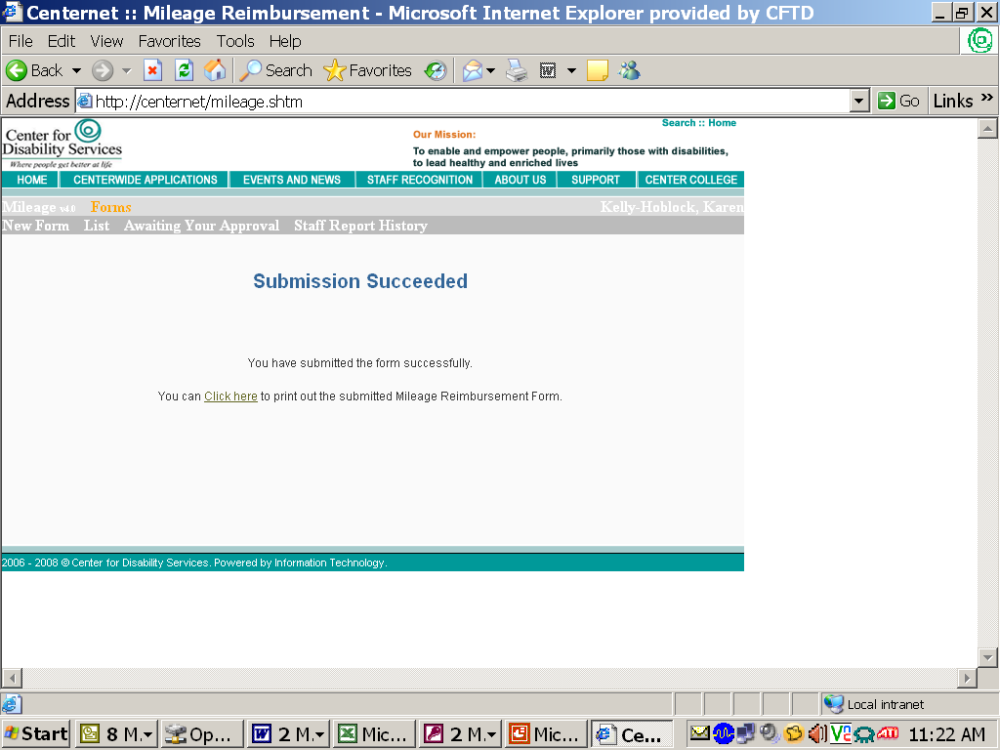 Centernet :: Mileage Reimbursement - Microsoft Internet Explorer provided by CFTD
File Edit View Favorites Tools Help
Back Search Favorites
Address http://centernet/mileage.shtm Go Links »
Search :: Home
Center for
Disability Services
Where people get better at life
Our Mission:
To enable and empower people, primarily those with disabilities,
to lead healthy and enriched lives
HOME CENTERWIDE APPLICATIONS EVENTS AND NEWS STAFF RECOGNITION ABOUT US SUPPORT CENTER COLLEGE
Mileage v4.0 Forms Kelly-Hoblock, Karen
New Form List Awaiting Your Approval Staff Report History
Submission Succeeded
You have submitted the form successfully.
You can Click here to print out the submitted Mileage Reimbursement Form.
2006 - 2008 © Center for Disability Services. Powered by Information Technology.
Local intranet
Start 8 M. Op... 2 M. Mic... 2 M. Mic... Ce... 11:22 AM